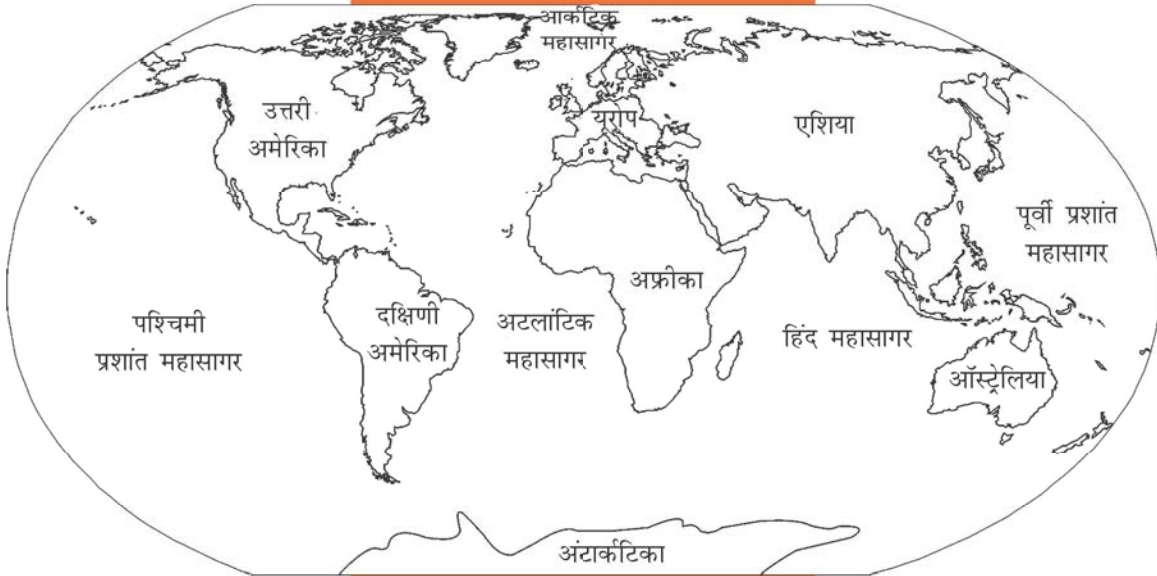 आर्कटिक
महासागर
उत्तरी
अमेरिका
यूरोप
एशिया
पूर्वी प्रशांत
महासागर
अफ्रीका
पश्चिमी
प्रशांत महासागर
दक्षिणी
अमेरिका
अटलांटिक
महासागर
हिंद महासागर
ऑस्ट्रेलिया
अंटार्कटिका